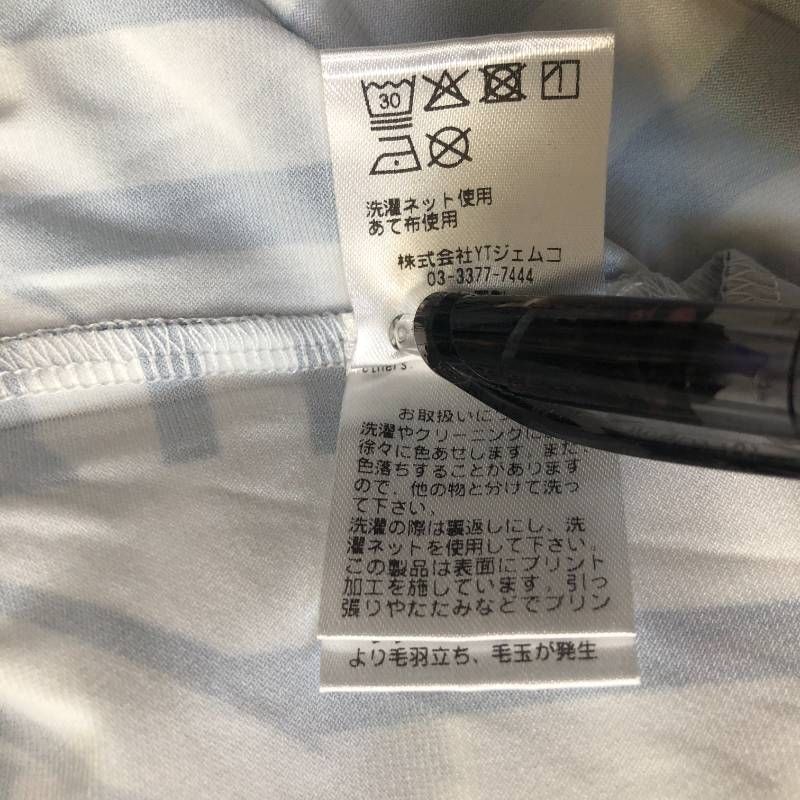 30
洗濯ネット使用
あて布使用
株式会社YTジェムコ
03-3377-7444
others.
お取扱いに
洗濯やクリーニングに
徐々に色あせします。また、
色落ちすることがあります
ので、他の物と分けて洗っ
て下さい。
洗濯の際は裏返しにし、洗
濯ネットを使用して下さい。
この製品は表面にプリント
加工を施しています。引っ
張りやたたみなどでプリン
より毛羽立ち、毛玉が発生